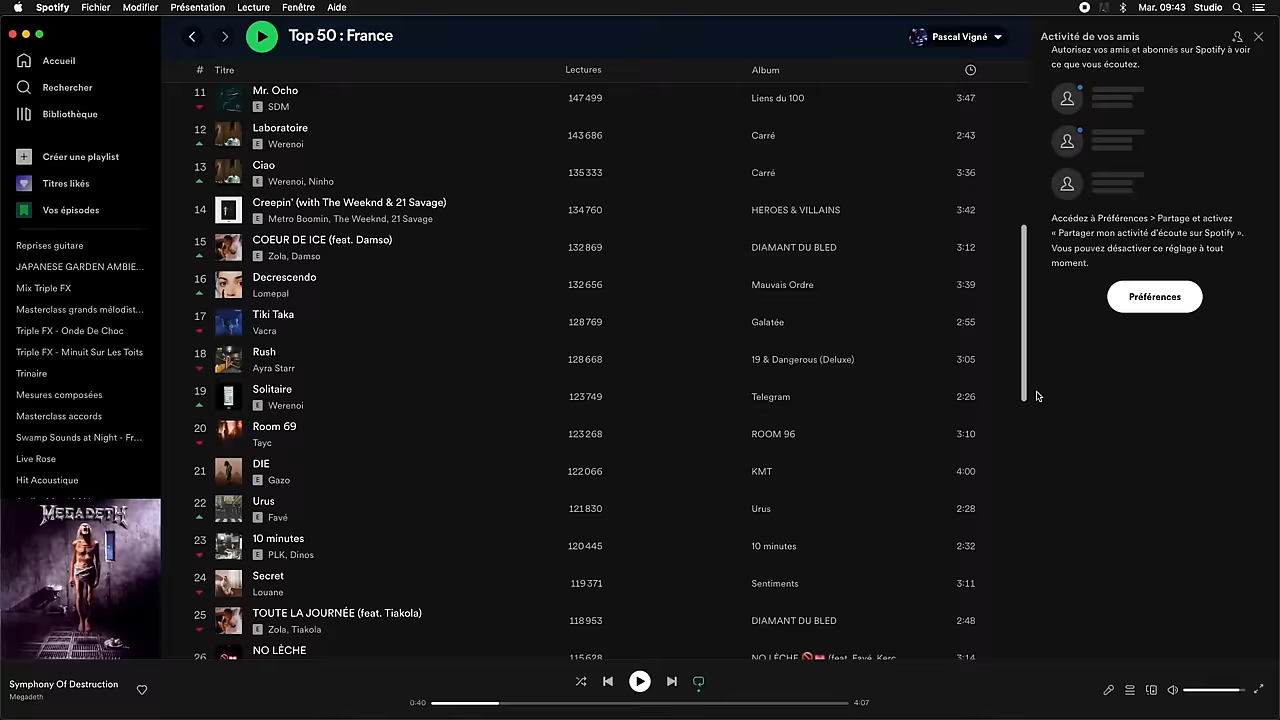 Spotify Fichier Modifier Présentation Lecture Fenêtre Aide Mar. 09:43 Studio
Top 50 : France
Pascal Vigné
Activité de vos amis
Autorisez vos amis et abonnés sur Spotify à voir
ce que vous écoutez.
Accédez à Préférences > Partage et activez
« Partager mon activité d'écoute sur Spotify ».
Vous pouvez désactiver ce réglage à tout
moment.
Préférences
Accueil
Rechercher
Bibliothèque
Créer une playlist
Titres likés
Vos épisodes
Reprises guitare
JAPANESE GARDEN AMBIE...
Mix Triple FX
Masterclass grands mélodist...
Triple FX - Onde De Choc
Triple FX - Minuit Sur Les Toits
Trinaire
Mesures composées
Masterclass accords
Swamp Sounds at Night - Fr...
Live Rose
Hit Acoustique
MEGADETH
# Titre Lectures Album
11 Mr. Ocho 147 499 Liens du 100 3:47
E SDM
12 Laboratoire 143 686 Carré 2:43
E Werenoi
13 Ciao 135 333 Carré 3:36
E Werenoi, Ninho
14 Creepin' (with The Weeknd & 21 Savage) 134 760 HEROES & VILLAINS 3:42
E Metro Boomin, The Weeknd, 21 Savage
15 COEUR DE ICE (feat. Damso) 132 869 DIAMANT DU BLED 3:12
E Zola, Damso
16 Decrescendo 132 656 Mauvais Ordre 3:39
E Lomepal
17 Tiki Taka 128 769 Galatée 2:55
Vacra
18 Rush 128 668 19 & Dangerous (Deluxe) 3:05
Ayra Starr
19 Solitaire 123 749 Telegram 2:26
E Werenoi
20 Room 69 123 268 ROOM 96 3:10
Tayc
21 DIE 122 066 KMT 4:00
E Gazo
22 Urus 121 830 Urus 2:28
E Favé
23 10 minutes 120 445 10 minutes 2:32
E PLK, Dinos
24 Secret 119 371 Sentiments 3:11
Louane
25 TOUTE LA JOURNÉE (feat. Tiakola) 118 953 DIAMANT DU BLED 2:48
E Zola, Tiakola
26 NO LÈCHE 115 628 NO LÈCHE 🚫👅 (feat. Favé, Kerc 3:14
Symphony Of Destruction
Megadeth
0:40 4:07